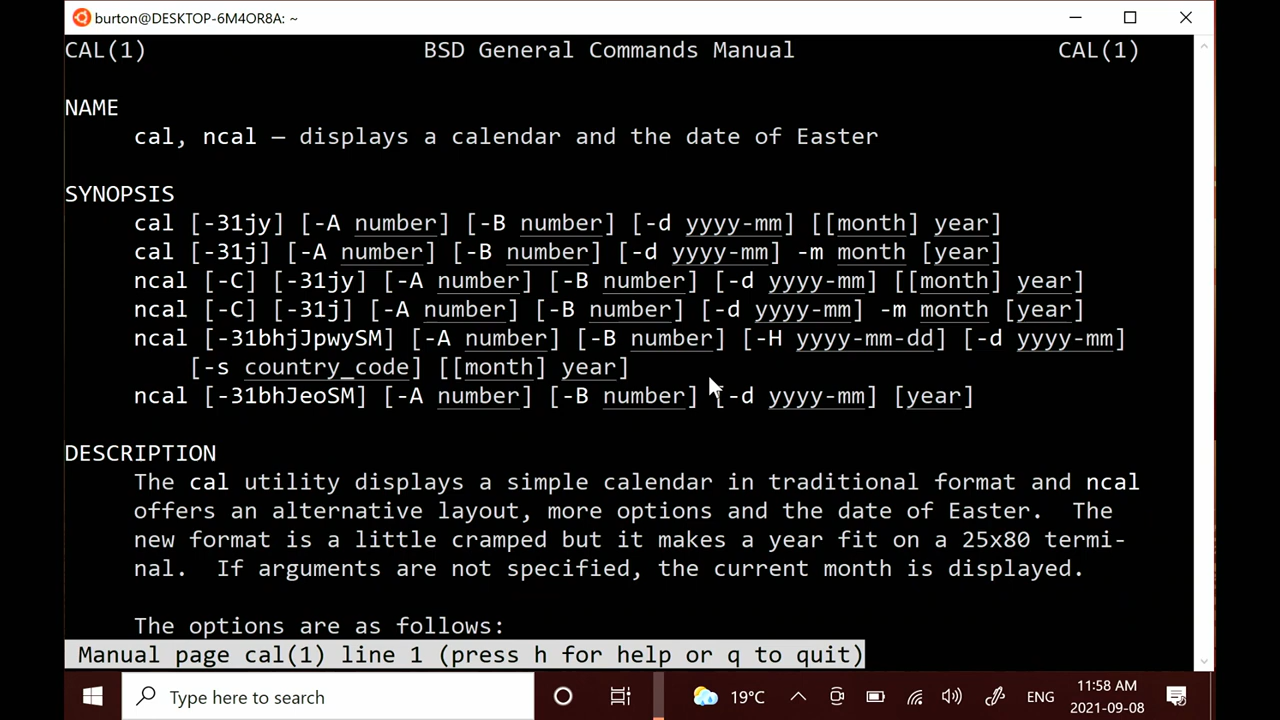 burton@DESKTOP-6M4OR8A: ~
CAL(1) BSD General Commands Manual CAL(1)
NAME
cal, ncal — displays a calendar and the date of Easter
SYNOPSIS
cal [-31jy] [-A number] [-B number] [-d yyyy-mm] [[month] year]
cal [-31j] [-A number] [-B number] [-d yyyy-mm] -m month [year]
ncal [-C] [-31jy] [-A number] [-B number] [-d yyyy-mm] [[month] year]
ncal [-C] [-31j] [-A number] [-B number] [-d yyyy-mm] -m month [year]
ncal [-31bhjJpwySM] [-A number] [-B number] [-H yyyy-mm-dd] [-d yyyy-mm]
[-s country_code] [[month] year]
ncal [-31bhJeoSM] [-A number] [-B number] [-d yyyy-mm] [year]
DESCRIPTION
The cal utility displays a simple calendar in traditional format and ncal
offers an alternative layout, more options and the date of Easter. The
new format is a little cramped but it makes a year fit on a 25x80 termi-
nal. If arguments are not specified, the current month is displayed.
The options are as follows:
Manual page cal(1) line 1 (press h for help or q to quit)
Type here to search
19°C
ENG
11:58 AM
2021-09-08